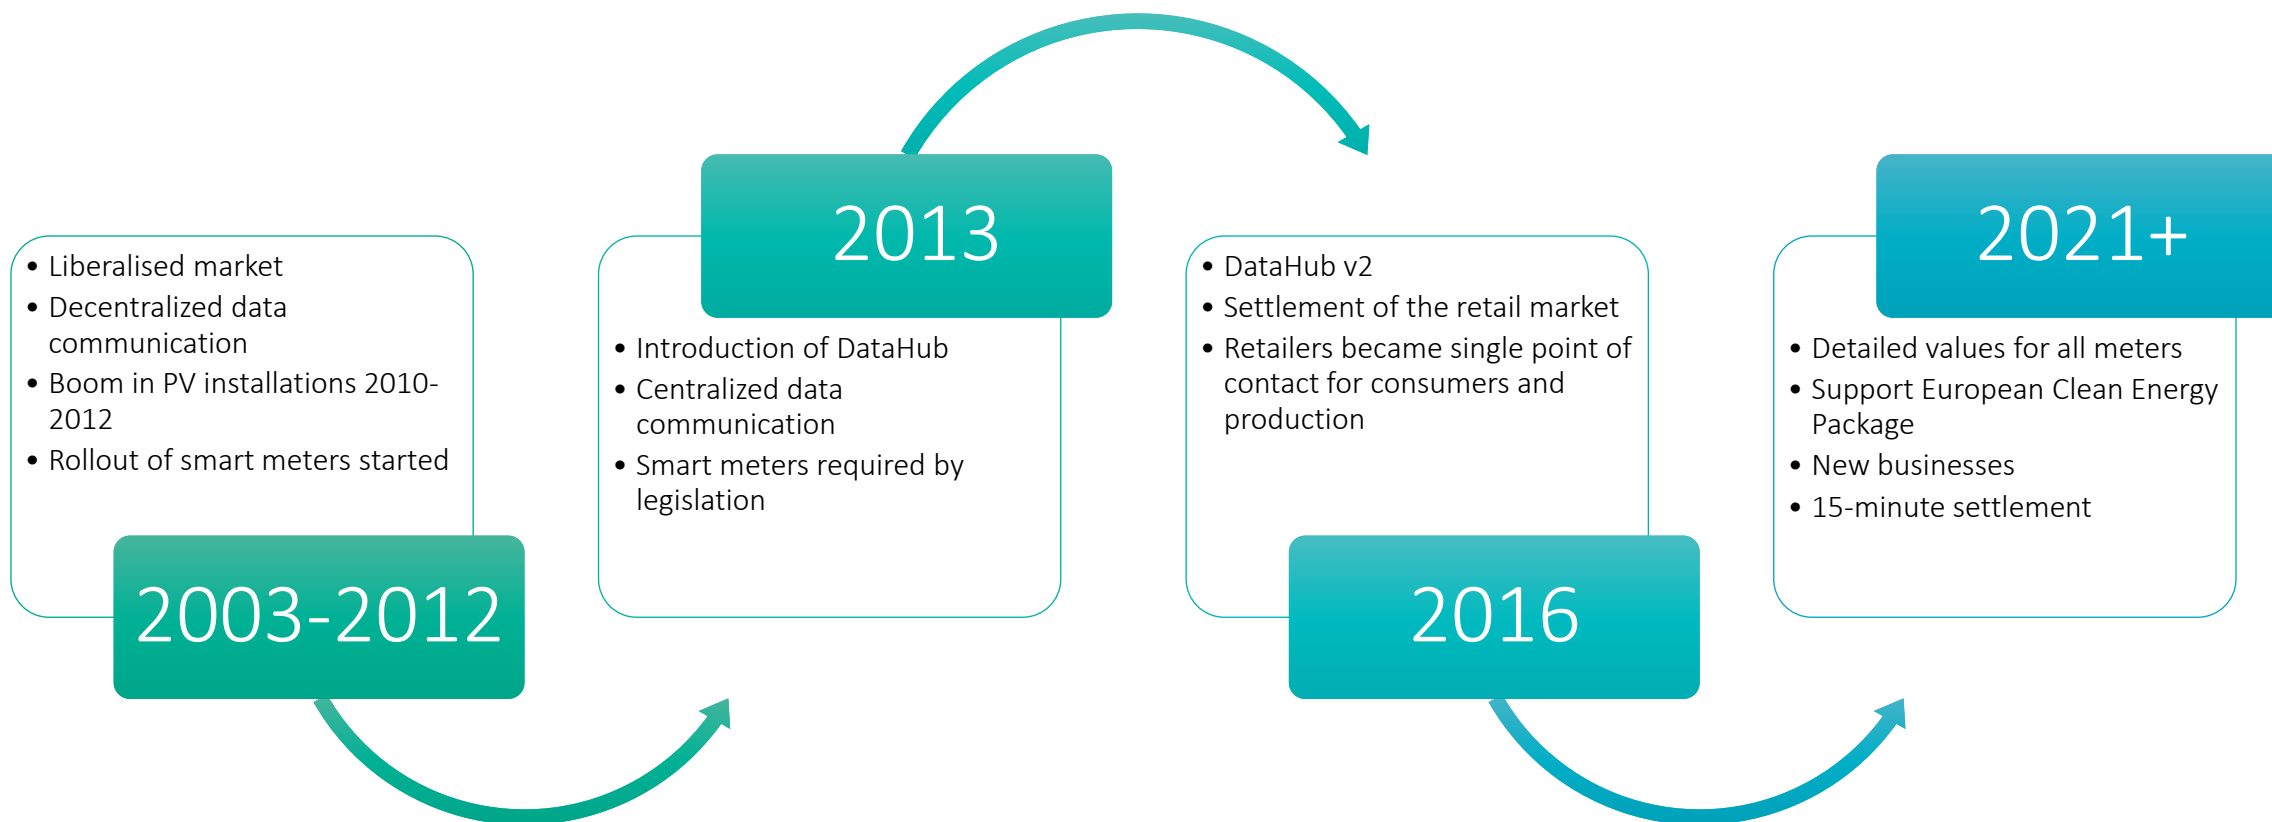 • Liberalised market
• Decentralized data
communication
• Boom in PV installations 2010-
2012
• Rollout of smart meters started
2003-2012
2013
• Introduction of DataHub
• Centralized data
communication
• Smart meters required by
legislation
• DataHub v2
• Settlement of the retail market
• Retailers became single point of
contact for consumers and
production
2016
2021+
• Detailed values for all meters
• Support European Clean Energy
Package
• New businesses
• 15-minute settlement